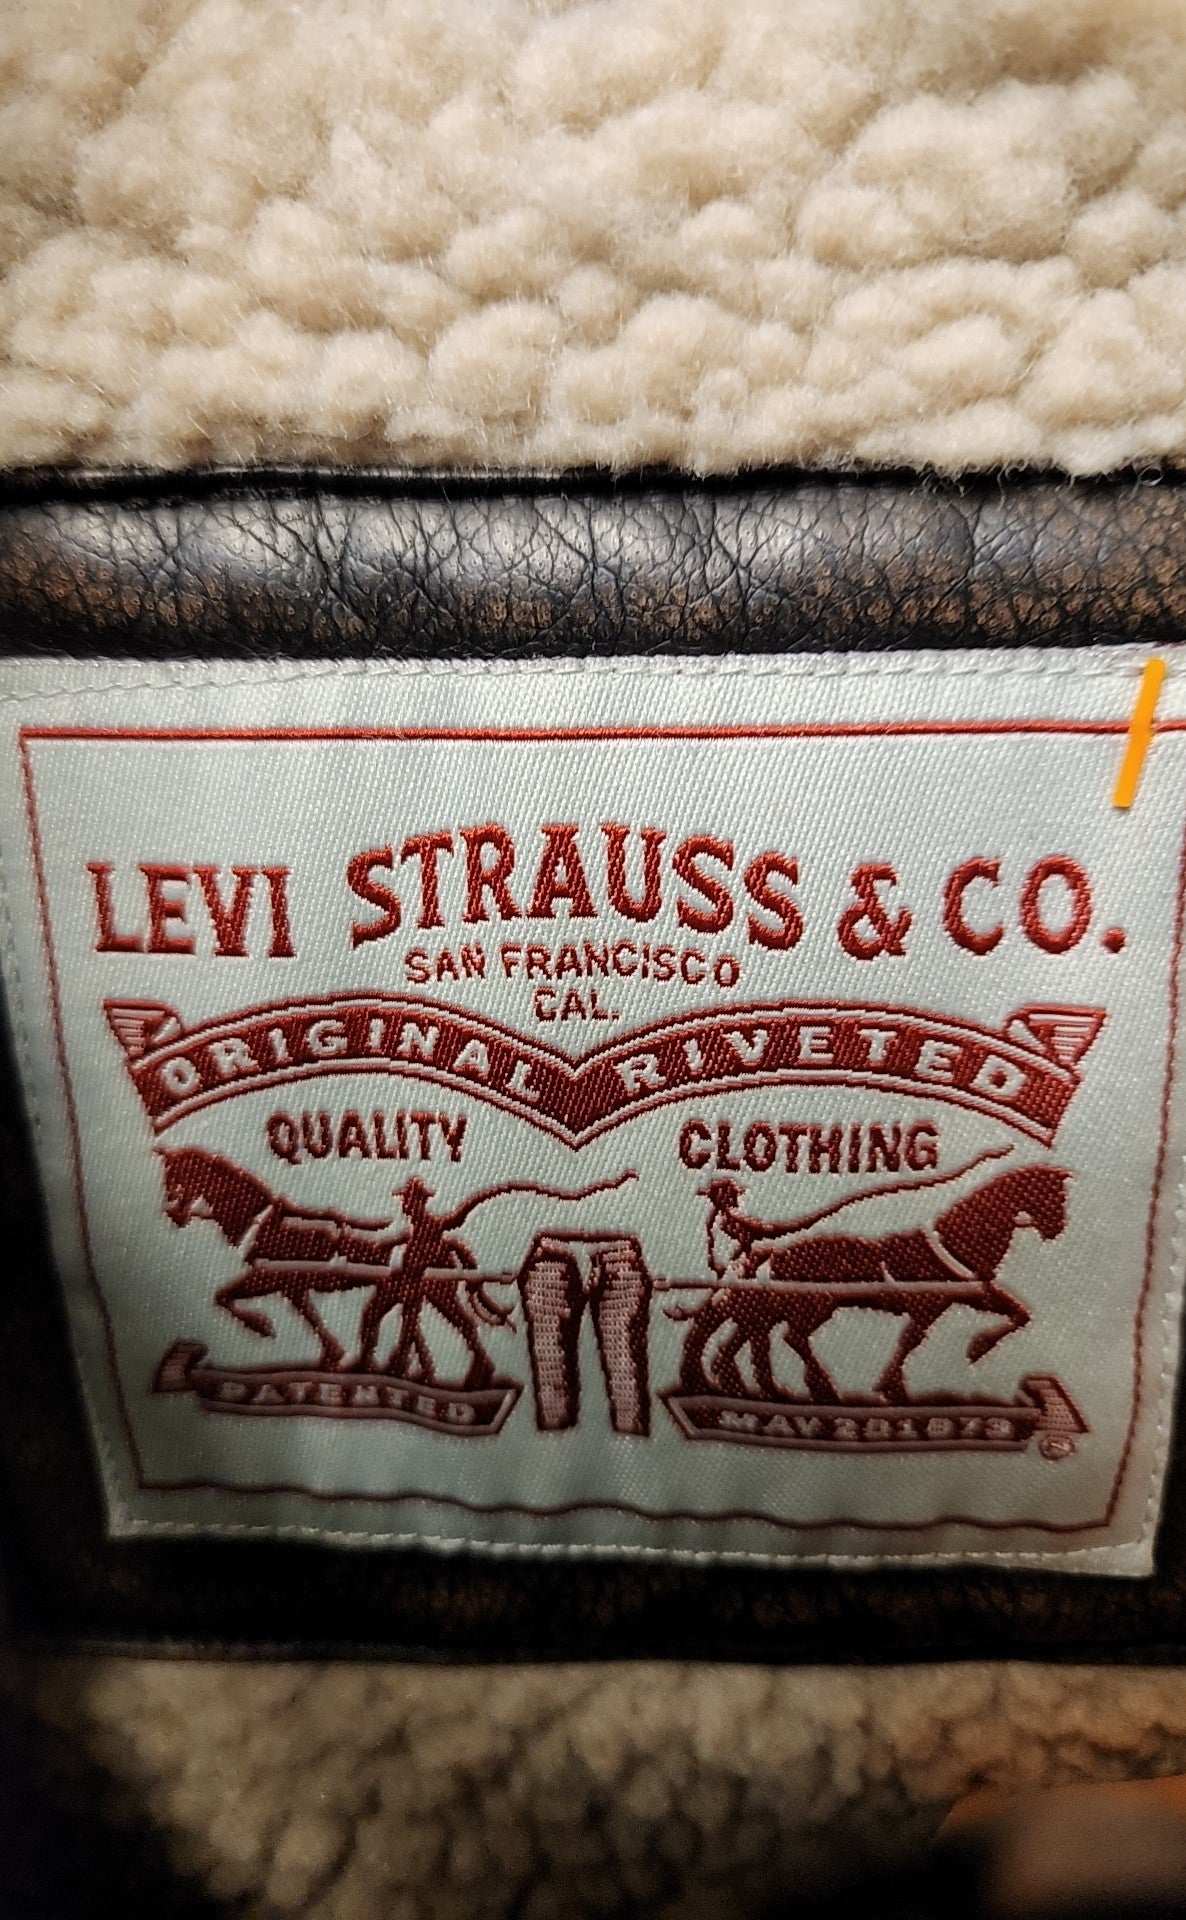 LEVI STRAUSS & CO.
SAN FRANCISCO
CAL.
ORIGINAL RIVETED
QUALITY CLOTHING
PATENTED MAY 20 1873
®